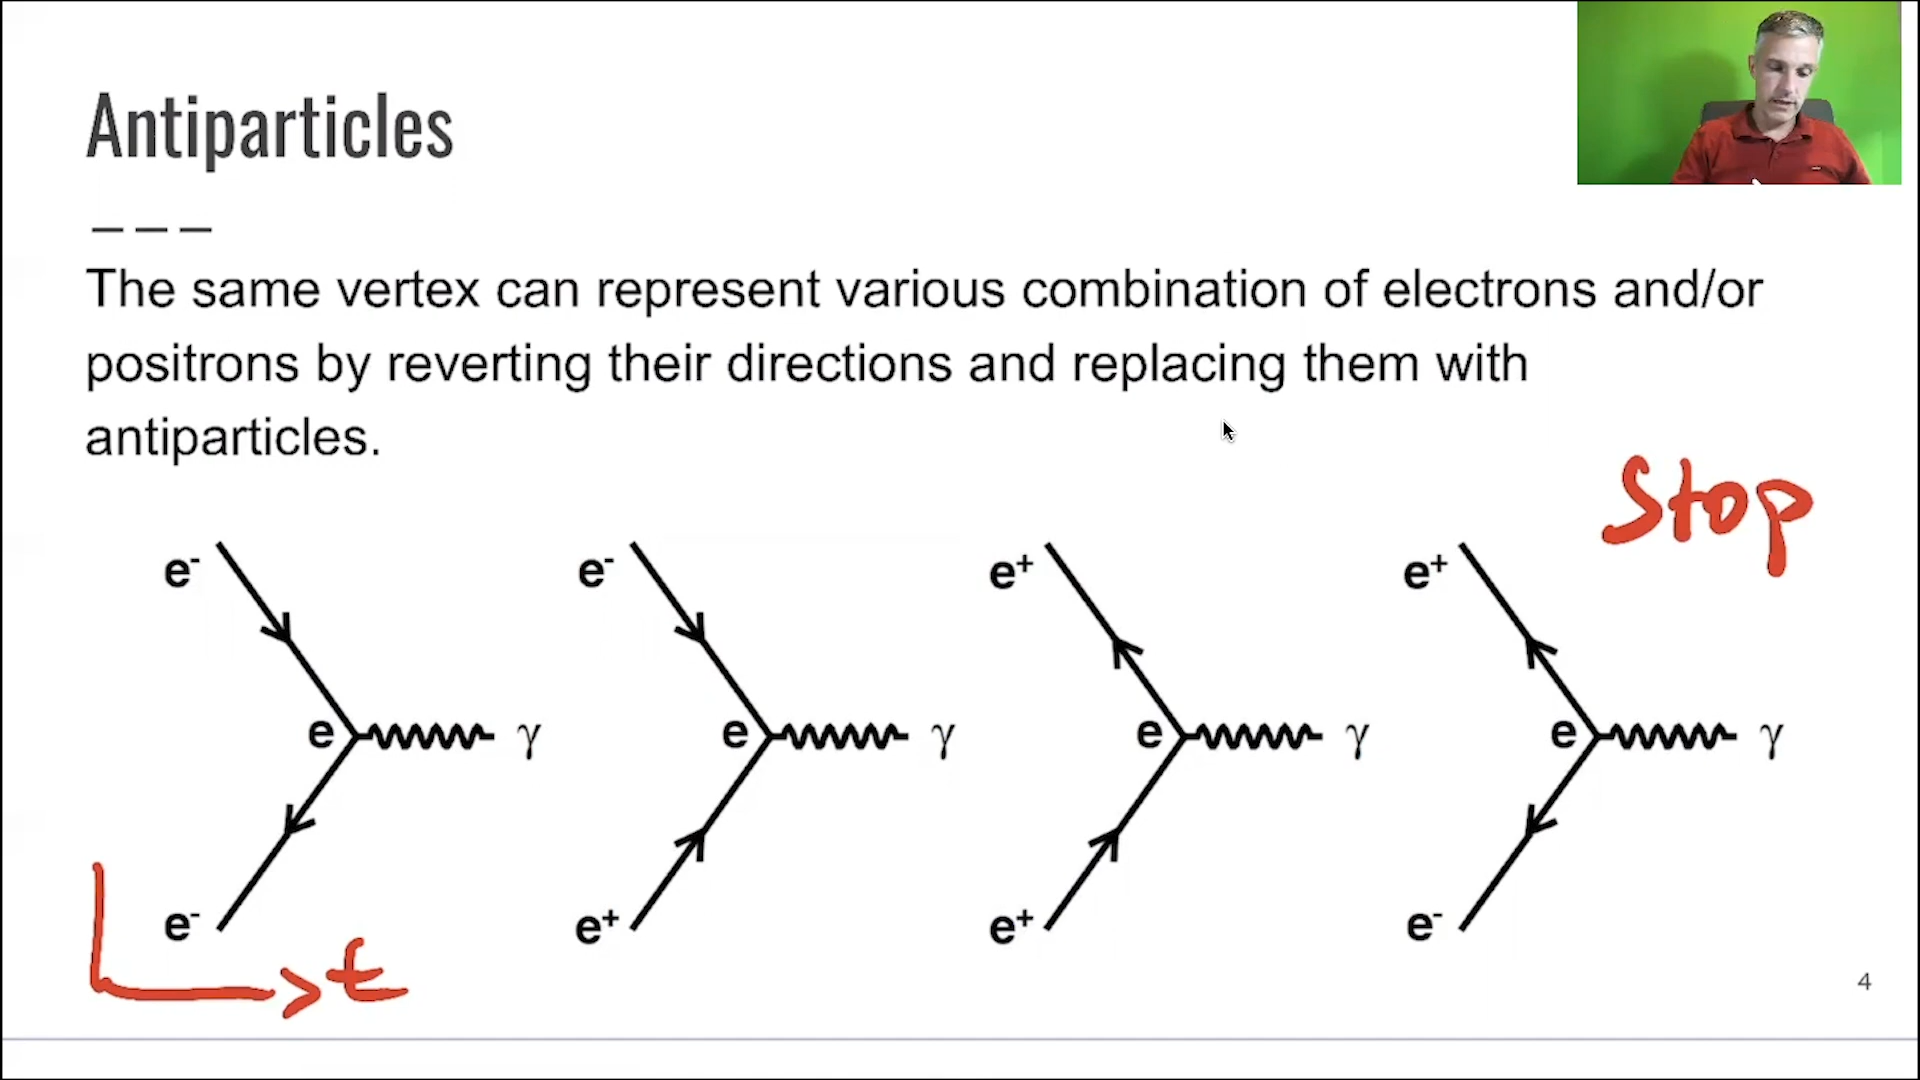 Antiparticles
The same vertex can represent various combination of electrons and/or
positrons by reverting their directions and replacing them with
antiparticles.
Stop
e⁻ e⁻ e⁺ e⁺
e γ e γ e γ e γ
e⁻ e⁺ e⁺ e⁻
t
4